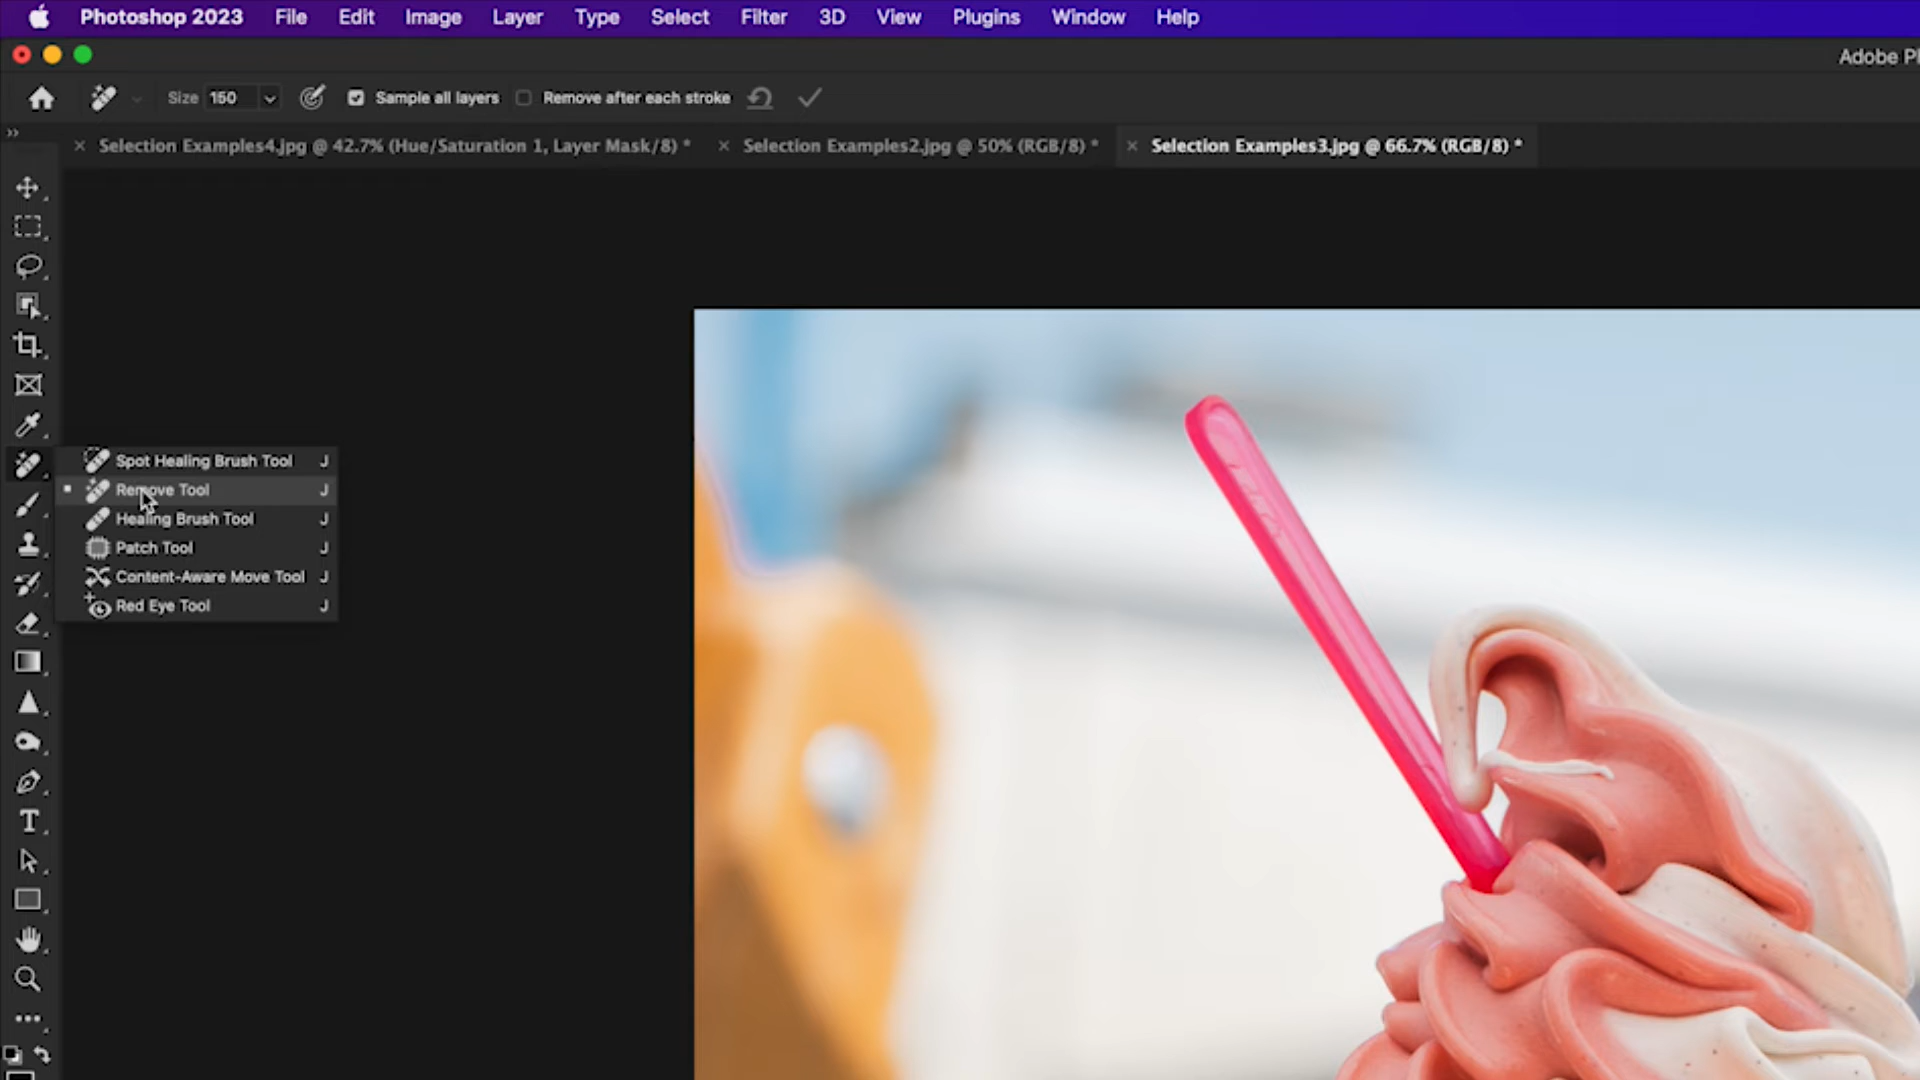 Photoshop 2023 File Edit Image Layer Type Select Filter 3D View Plugins Window Help
Adobe Pl
Size 150 Sample all layers Remove after each stroke
Selection Examples4.jpg @ 42.7% (Hue/Saturation 1, Layer Mask/8) * Selection Examples2.jpg @ 50% (RGB/8) * Selection Examples3.jpg @ 66.7% (RGB/8) *
Spot Healing Brush Tool J
Remove Tool J
Healing Brush Tool J
Patch Tool J
Content-Aware Move Tool J
Red Eye Tool J